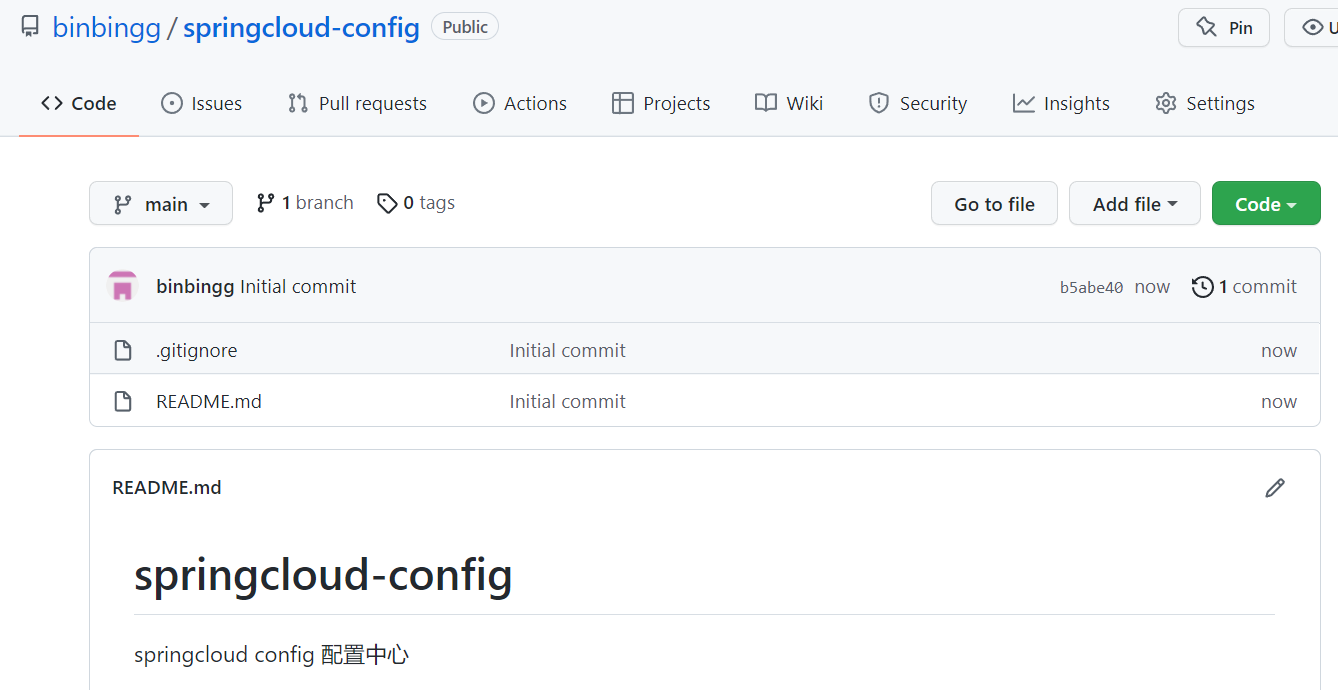 binbingg / springcloud-config Public Pin
Code Issues Pull requests Actions Projects Wiki Security Insights Settings
main 1 branch 0 tags Go to file Add file Code
binbingg Initial commit b5abe40 now 1 commit
.gitignore Initial commit now
README.md Initial commit now
README.md
springcloud-config
springcloud config 配置中心